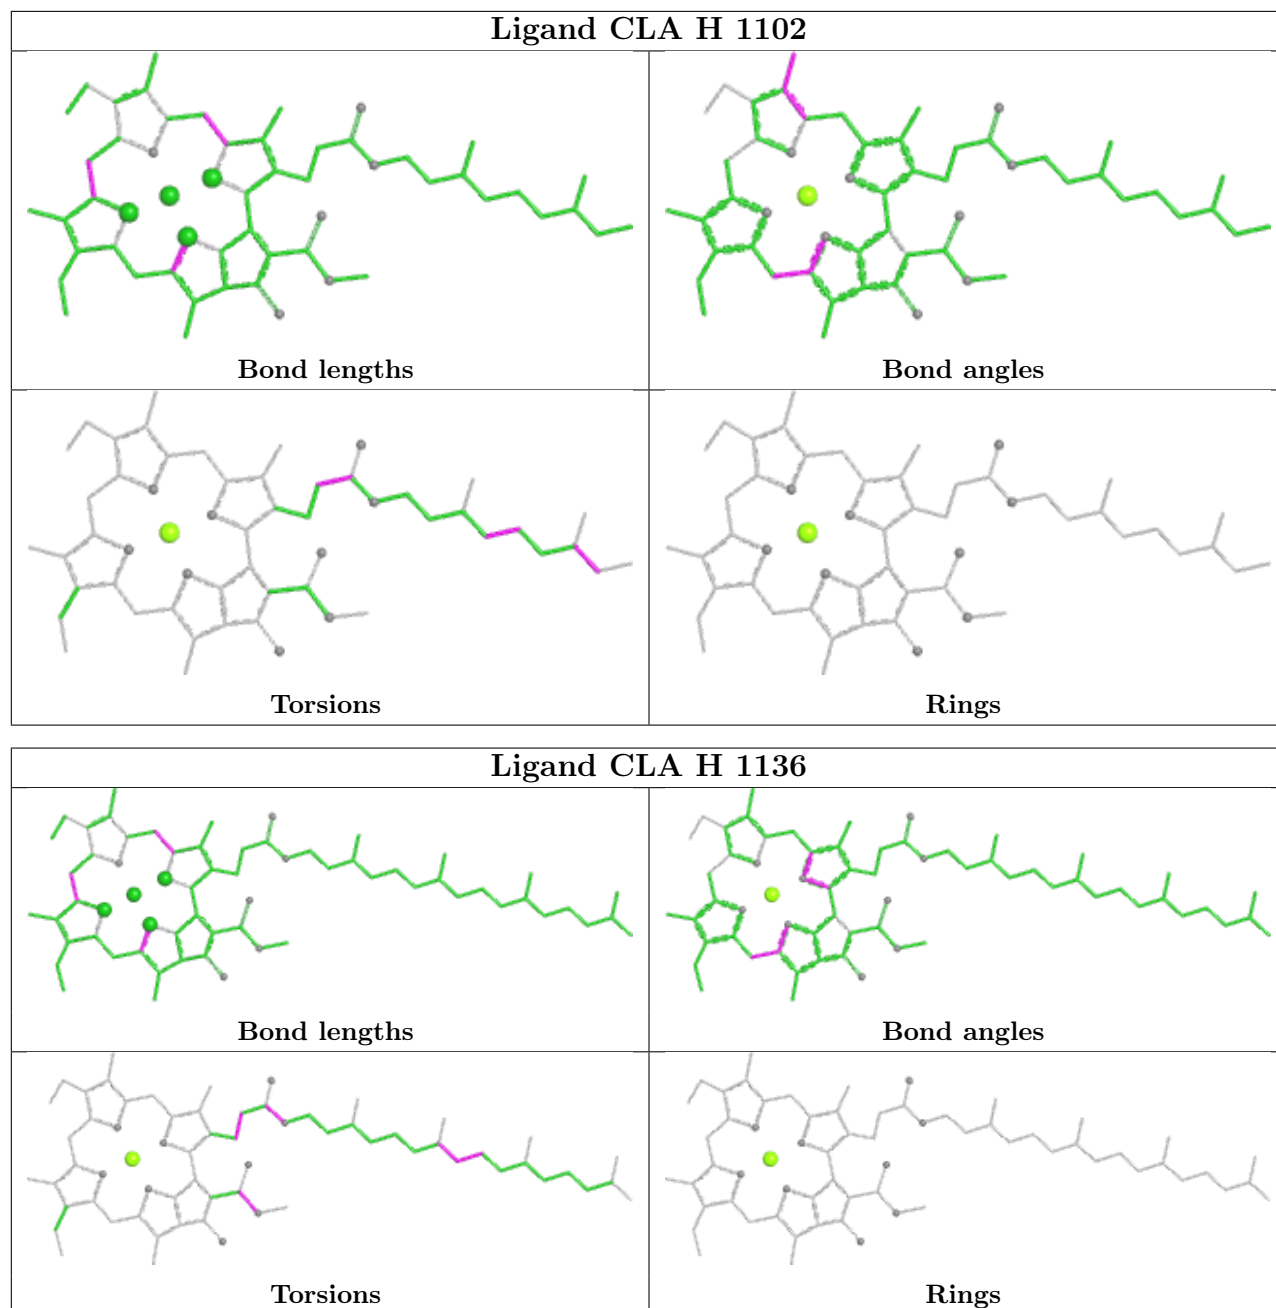 Ligand CLA H 1102
Bond lengths
Bond angles
Torsions
Rings
Ligand CLA H 1136
Bond lengths
Bond angles
Torsions
Rings